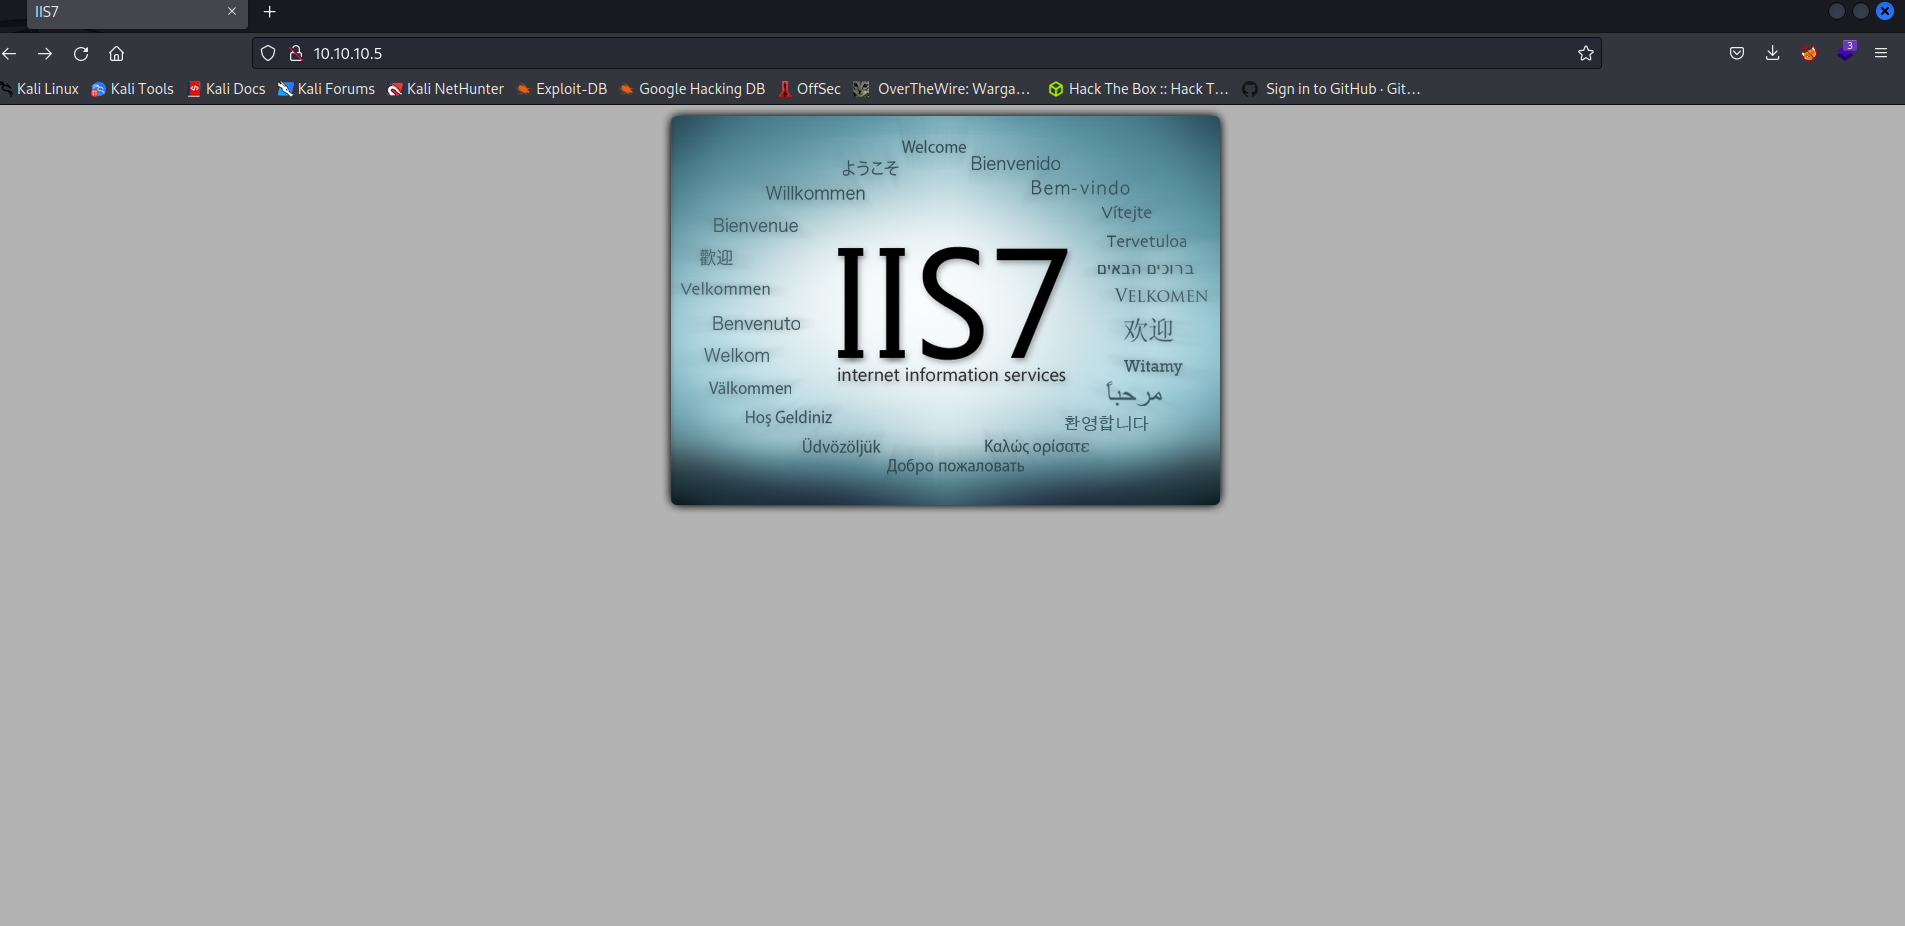 IIS7
10.10.10.5
3
Kali Linux Kali Tools Kali Docs Kali Forums Kali NetHunter Exploit-DB Google Hacking DB OffSec OverTheWire: Warga… Hack The Box :: Hack T… Sign in to GitHub · Git…
Welcome
ようこそ
Bienvenido
Willkommen
Bem-vindo
Bienvenue
Vítejte
Tervetuloa
歡迎
ברוכים הבאים
Velkommen
VELKOMEN
Benvenuto
欢迎
Welkom
Witamy
Välkommen
مرحباً
Hoş Geldiniz
환영합니다
Üdvözöljük
Καλώς ορίσατε
Добро пожаловать
IIS7
internet information services